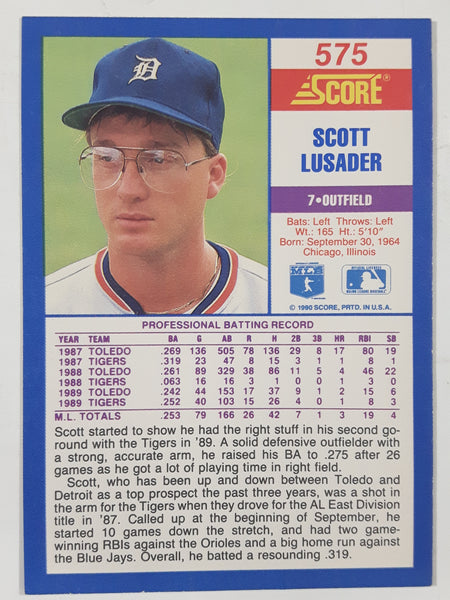 575
SCORE®
SCOTT
LUSADER
7•OUTFIELD
Bats: Left Throws: Left
Wt.: 165 Ht.: 5'10"
Born: September 30, 1964
Chicago, Illinois
© 1990 SCORE, PRTD. IN U.S.A.
PROFESSIONAL BATTING RECORD
YEAR TEAM BA G AB R H 2B 3B HR RBI SB
1987 TOLEDO .269 136 505 78 136 29 8 17 80 19
1987 TIGERS .319 23 47 8 15 3 1 1 8 1
1988 TOLEDO .261 89 329 38 86 11 5 4 46 22
1988 TIGERS .063 16 16 3 1 0 0 1 3 0
1989 TOLEDO .242 44 153 17 37 9 1 2 15 6
1989 TIGERS .252 40 103 15 26 4 0 1 8 3
M.L. TOTALS .253 79 166 26 42 7 1 3 19 4
Scott started to show he had the right stuff in his second go-
round with the Tigers in '89. A solid defensive outfielder with
a strong, accurate arm, he raised his BA to .275 after 26
games as he got a lot of playing time in right field.
Scott, who has been up and down between Toledo and
Detroit as a top prospect the past three years, was a shot in
the arm for the Tigers when they drove for the AL East Division
title in '87. Called up at the beginning of September, he
started 10 games down the stretch, and had two game-
winning RBIs against the Orioles and a big home run against
the Blue Jays. Overall, he batted a resounding .319.